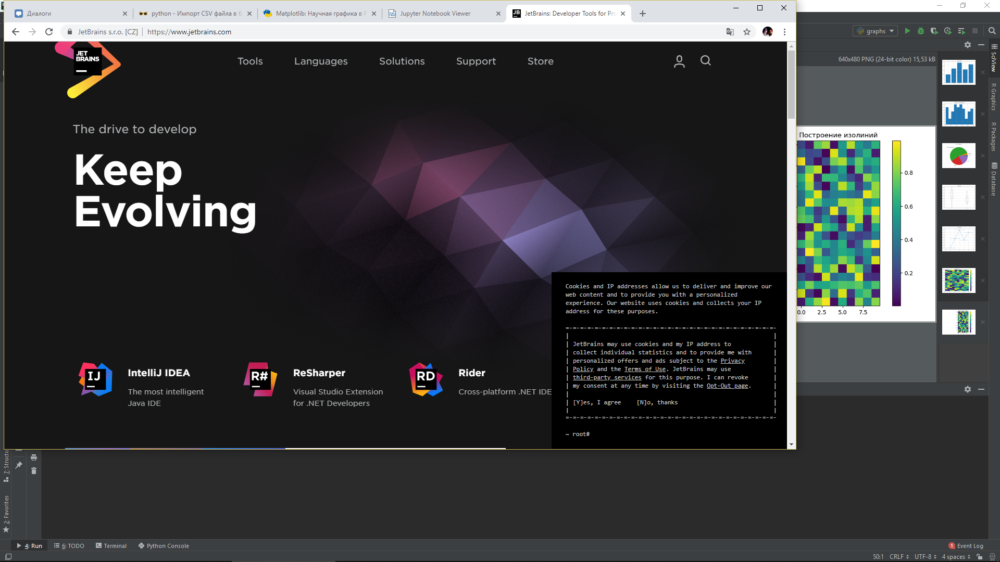 Диалоги
python - Импорт CSV файла в б
Matplotlib: Научная графика в P
Jupyter Notebook Viewer
JetBrains: Developer Tools for Pro
JetBrains s.r.o. [CZ]
https://www.jetbrains.com
JET
BRAINS
Tools
Languages
Solutions
Support
Store
The drive to develop
Keep
Evolving
IJ
IntelliJ IDEA
The most intelligent
Java IDE
R#
ReSharper
Visual Studio Extension
for .NET Developers
RD
Rider
Cross-platform .NET IDE
Cookies and IP addresses allow us to deliver and improve our
web content and to provide you with a personalized
experience. Our website uses cookies and collects your IP
address for these purposes.
JetBrains may use cookies and my IP address to
collect individual statistics and to provide me with
personalized offers and ads subject to the Privacy
Policy and the Terms of Use. JetBrains may use
third-party services for this purpose. I can revoke
my consent at any time by visiting the Opt-Out page.
[Y]es, I agree [N]o, thanks
~ root#
graphs
640x480 PNG (24-bit color) 15,53 kB
Построение изолиний
0.8
0.6
0.4
0.2
0.0 2.5 5.0 7.5
SciView
R Graphics
R Packages
Database
7: Structu
2: Favorites
4: Run
6: TODO
Terminal
Python Console
1 Event Log
50:1 CRLF UTF-8 4 spaces